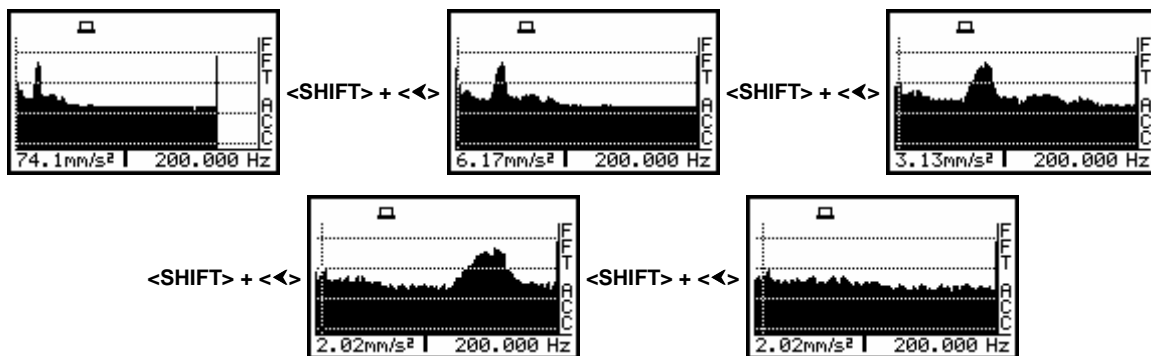 FFT ACC
74.1mm/s² 200.000 Hz
<SHIFT> + <⮜>
FFT ACC
6.17mm/s² 200.000 Hz
<SHIFT> + <⮜>
FFT ACC
3.13mm/s² 200.000 Hz
<SHIFT> + <⮜>
FFT ACC
2.02mm/s² 200.000 Hz
<SHIFT> + <⮜>
FFT ACC
2.02mm/s² 200.000 Hz